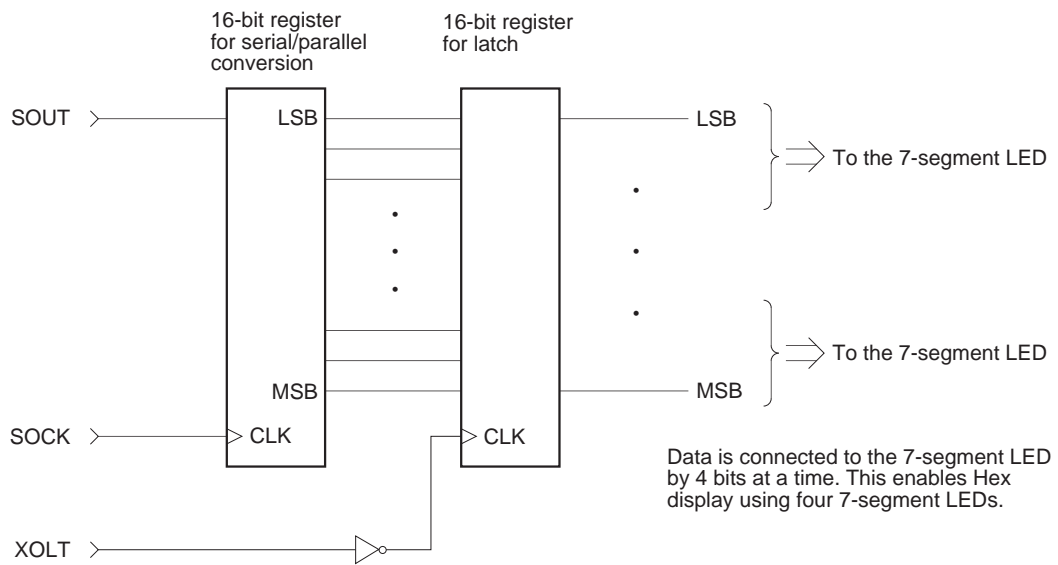 16-bit register
for serial/parallel
conversion
16-bit register
for latch
SOUT
LSB
LSB
To the 7-segment LED
To the 7-segment LED
MSB
MSB
SOCK
CLK
CLK
Data is connected to the 7-segment LED
by 4 bits at a time. This enables Hex
display using four 7-segment LEDs.
XOLT